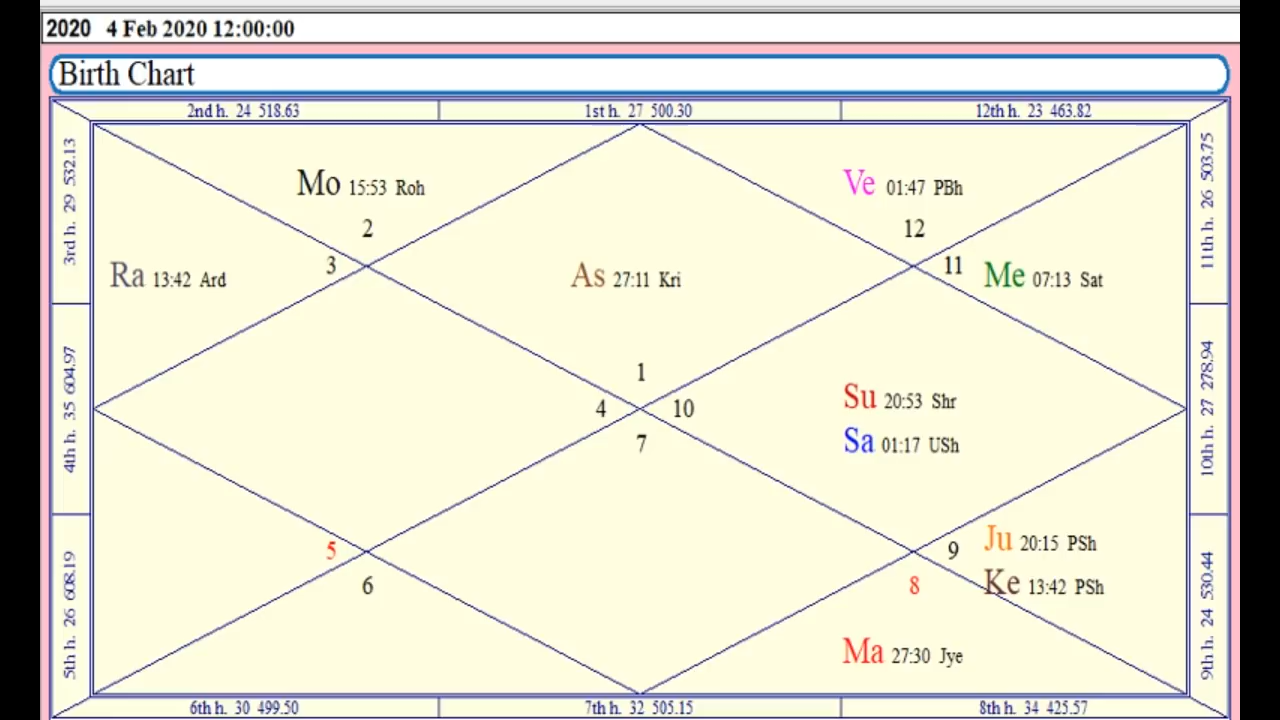 2020 4 Feb 2020 12:00:00
Birth Chart
2nd h. 24 518.63
1st h. 27 500.30
12th h. 23 463.82
3rd h. 29 532.13
11th h. 26 503.75
Mo 15:53 Roh
Ve 01:47 PBh
2
12
3
11
Ra 13:42 Ard
As 27:11 Kri
Me 07:13 Sat
1
4th h. 35 604.97
10th h. 27 278.94
4
10
Su 20:53 Shr
7
Sa 01:17 USh
5
9
Ju 20:15 PSh
6
8
Ke 13:42 PSh
5th h. 26 608.19
9th h. 24 530.44
Ma 27:30 Jye
6th h. 30 499.50
7th h. 32 505.15
8th h. 34 425.57